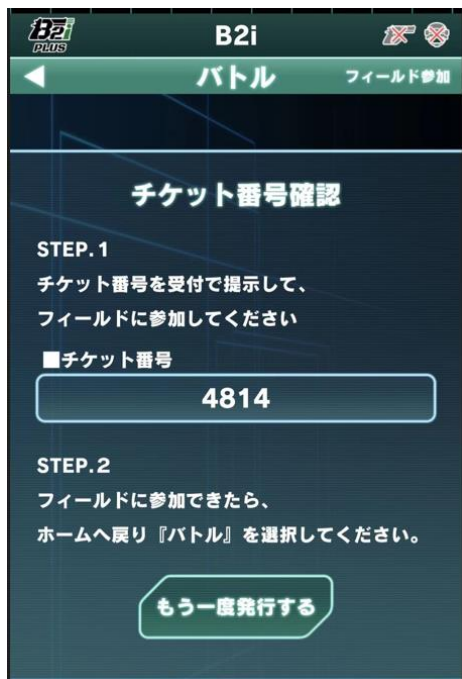 B2i
PLUS
B2i
バトル
フィールド参加
チケット番号確認
STEP.1
チケット番号を受付で提示して、
フィールドに参加してください
■チケット番号
4814
STEP.2
フィールドに参加できたら、
ホームへ戻り『バトル』を選択してください。
もう一度発行する